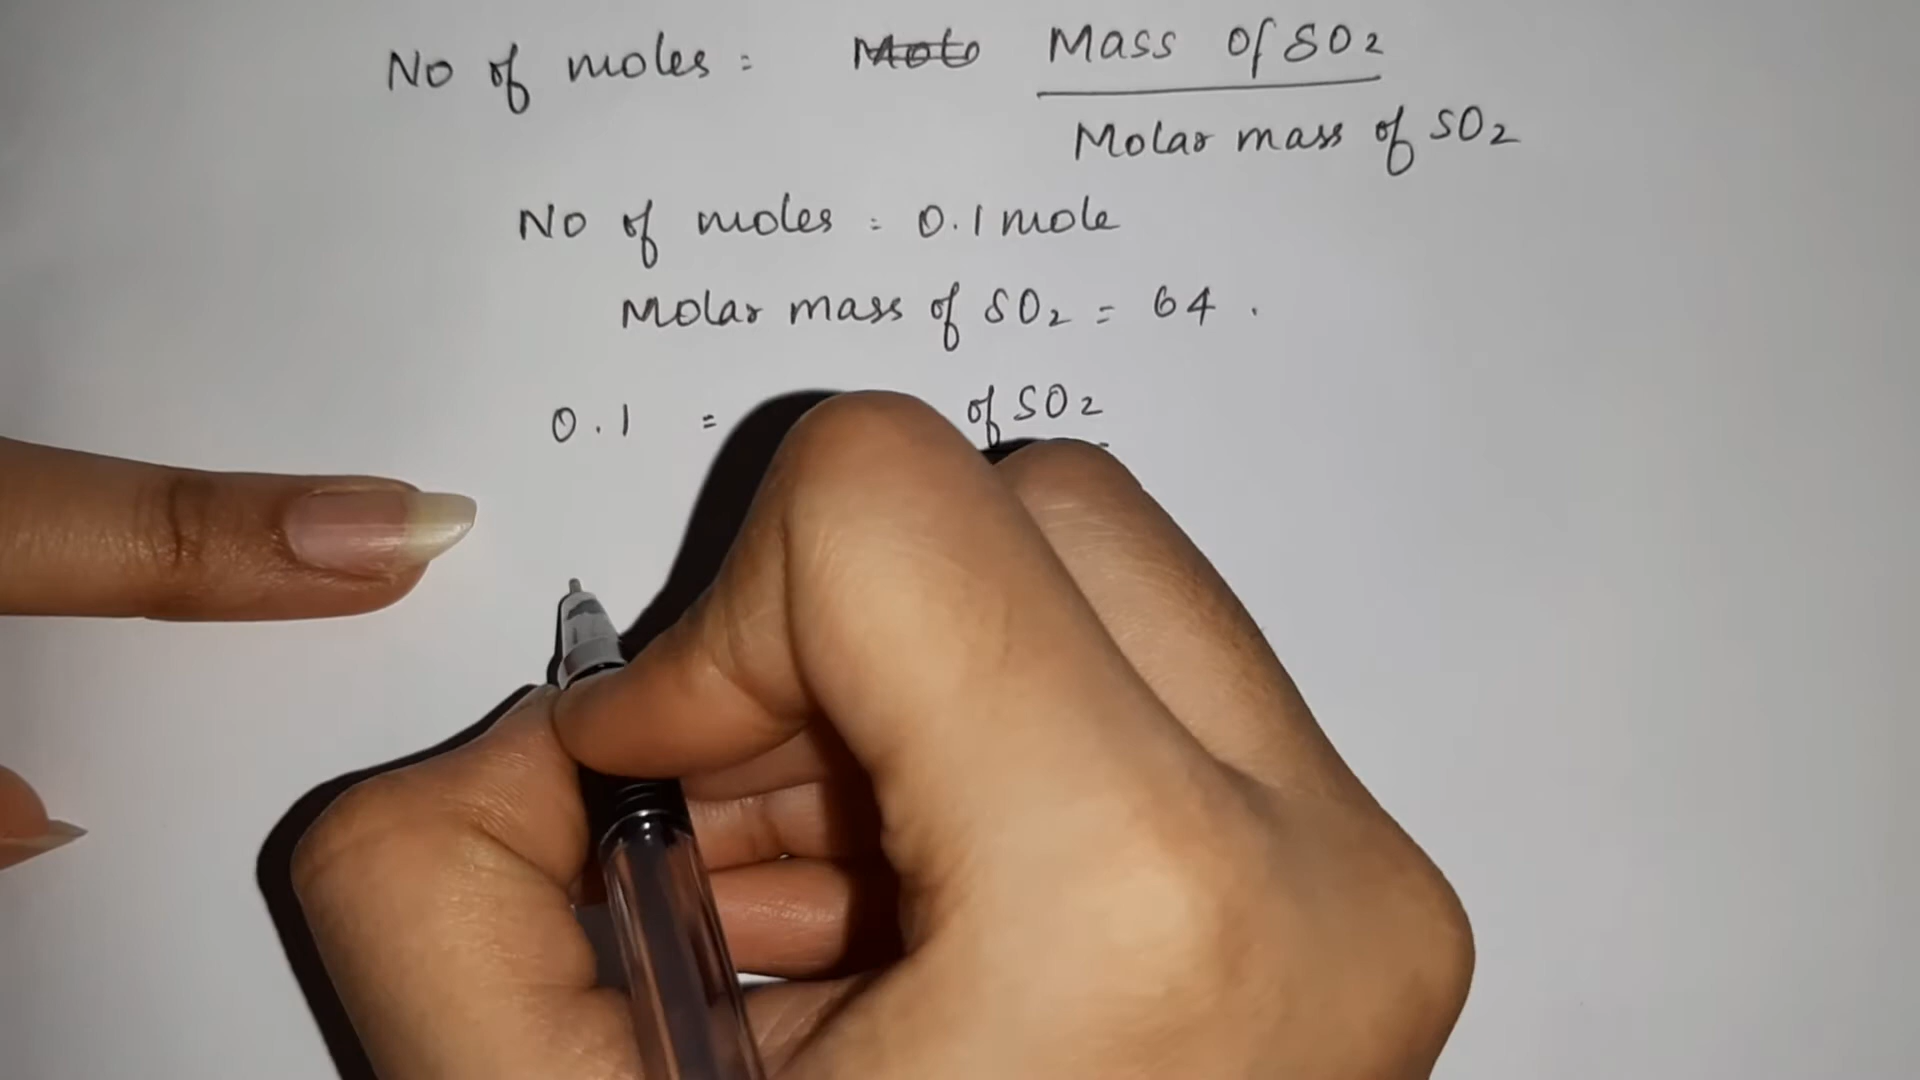 No of moles = Mole Mass of SO2
Molar mass of SO2
No of moles = 0.1 mole
Molar mass of SO2 = 64 .
0.1 = of SO2